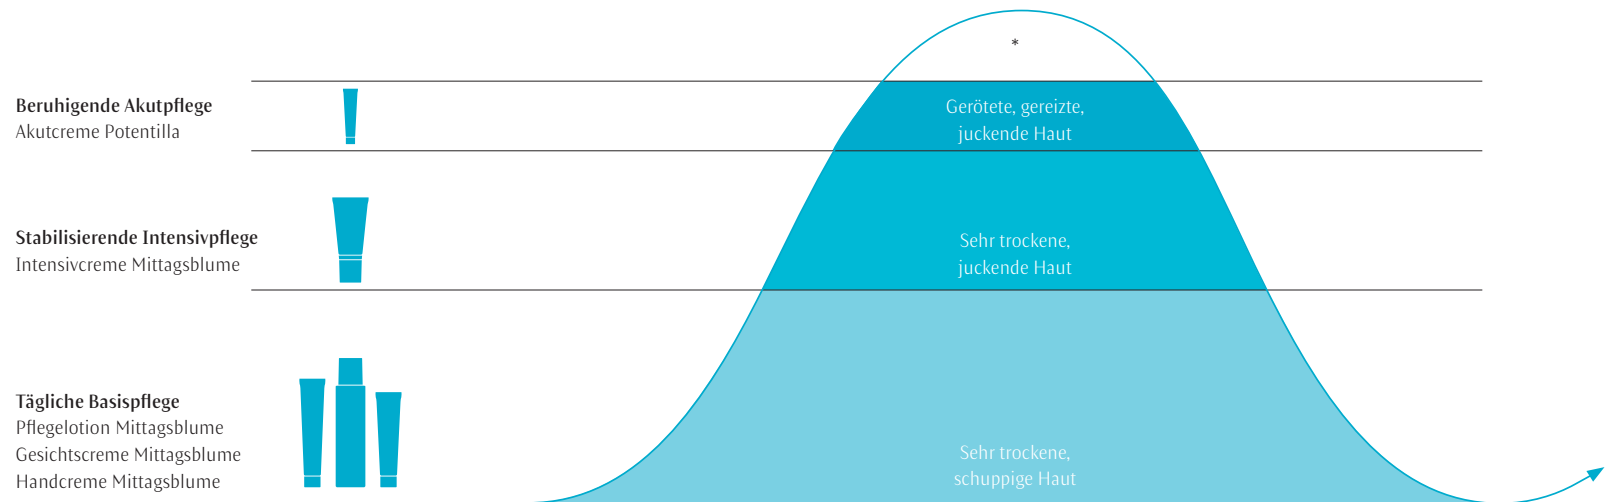 *
Beruhigende Akutpflege
Akutcreme Potentilla
Gerötete, gereizte,
juckende Haut
Stabilisierende Intensivpflege
Intensivcreme Mittagsblume
Sehr trockene,
juckende Haut
Tägliche Basispflege
Pflegelotion Mittagsblume
Gesichtscreme Mittagsblume
Handcreme Mittagsblume
Sehr trockene,
schuppige Haut